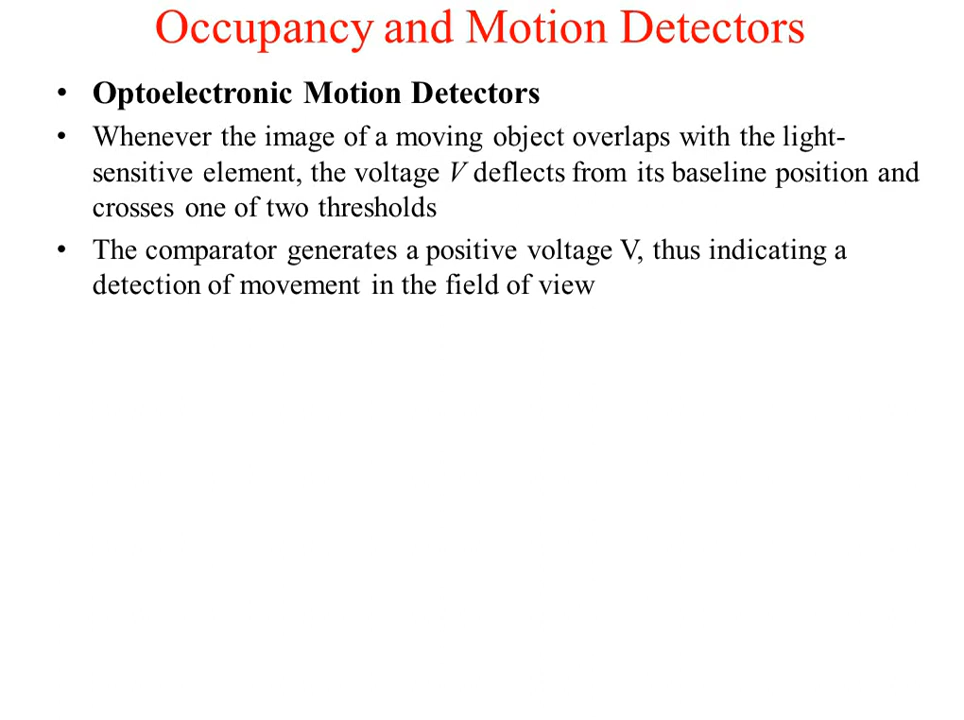 Occupancy and Motion Detectors
• Optoelectronic Motion Detectors
• Whenever the image of a moving object overlaps with the light-
sensitive element, the voltage V deflects from its baseline position and
crosses one of two thresholds
• The comparator generates a positive voltage V, thus indicating a
detection of movement in the field of view